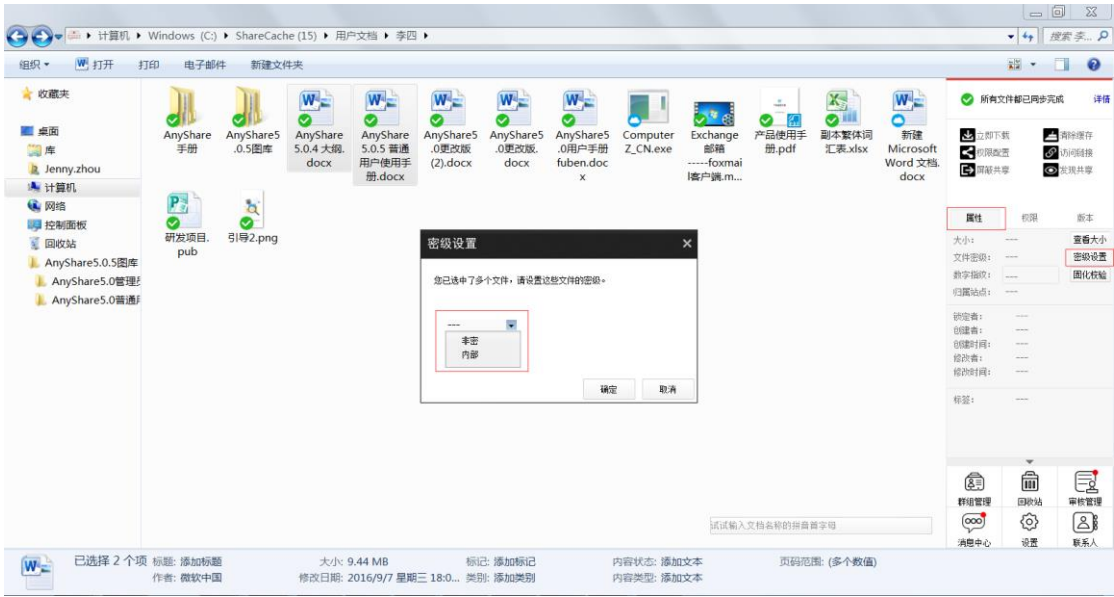 计算机 Windows (C:) ShareCache (15) 用户文档 李四
搜索 李...
组织 打开 打印 电子邮件 新建文件夹
收藏夹
桌面
库
Jenny.zhou
计算机
网络
控制面板
回收站
AnyShare5.0.5图库
AnyShare5.0管理员
AnyShare5.0普通用
AnyShare
手册
AnyShare5
.0.5图库
AnyShare
5.0.4 大纲.
docx
AnyShare
5.0.5 普通
用户使用手
册.docx
AnyShare5
.0更改版
(2).docx
AnyShare5
.0更改版.
docx
AnyShare5
.0用户手册
fuben.doc
x
Computer
Z_CN.exe
Exchange
邮箱
-----foxmai
l客户端.m...
产品使用手
册.pdf
副本繁体词
汇表.xlsx
新建
Microsoft
Word 文档.
docx
研发项目.
pub
引导2.png
密级设置
您已选中了多个文件，请设置这些文件的密级。
---
非密
内部
确定 取消
所有文件都已同步完成 详情
立即下载 清除缓存
权限配置 访问链接
屏蔽共享 发现共享
属性 权限 版本
大小： --- 查看大小
文件密级： --- 密级设置
数字指纹： --- 固化校验
归属站点： ---
锁定者： ---
创建者： ---
创建时间： ---
修改者： ---
修改时间： ---
标签： ---
群组管理 回收站 审核管理
消息中心 设置 联系人
试试输入文档名称的拼音首字母
已选择 2 个项 标题: 添加标题 大小: 9.44 MB 标记: 添加标记 内容状态: 添加文本 页码范围: (多个数值)
作者: 微软中国 修改日期: 2016/9/7 星期三 18:0... 类别: 添加类别 内容类型: 添加文本